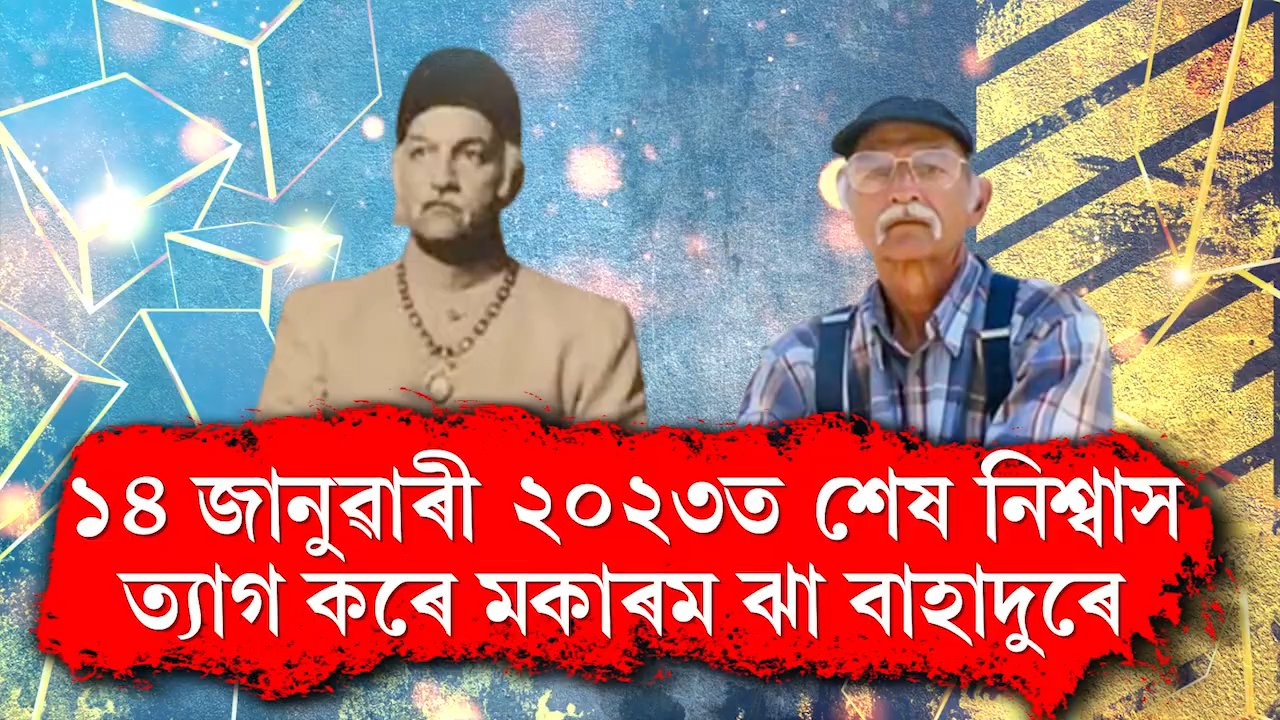 ১৪ জানুৱাৰী ২০২৩ত শেষ নিশ্বাস
ত্যাগ কৰে মকাৰম ঝা বাহাদুৰে